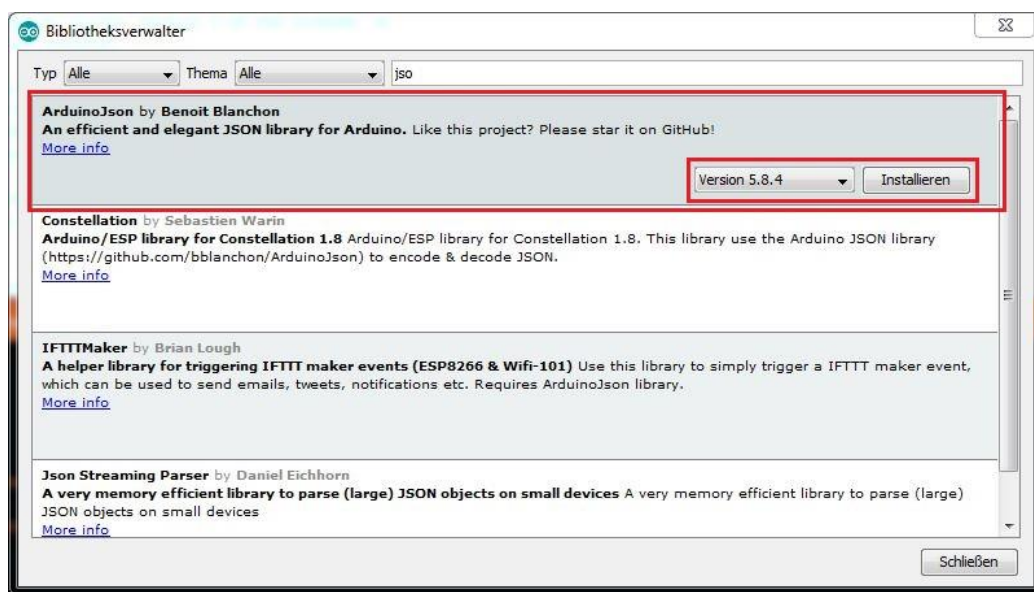 Bibliotheksverwalter
Typ Alle Thema Alle jso
ArduinoJson by Benoit Blanchon
An efficient and elegant JSON library for Arduino. Like this project? Please star it on GitHub!
More info
Version 5.8.4 Installieren
Constellation by Sebastien Warin
Arduino/ESP library for Constellation 1.8 Arduino/ESP library for Constellation 1.8. This library use the Arduino JSON library
(https://github.com/bblanchon/ArduinoJson) to encode & decode JSON.
More info
IFTTTMaker by Brian Lough
A helper library for triggering IFTTT maker events (ESP8266 & Wifi-101) Use this library to simply trigger a IFTTT maker event,
which can be used to send emails, tweets, notifications etc. Requires ArduinoJson library.
More info
Json Streaming Parser by Daniel Eichhorn
A very memory efficient library to parse (large) JSON objects on small devices A very memory efficient library to parse (large)
JSON objects on small devices
More info
Schließen